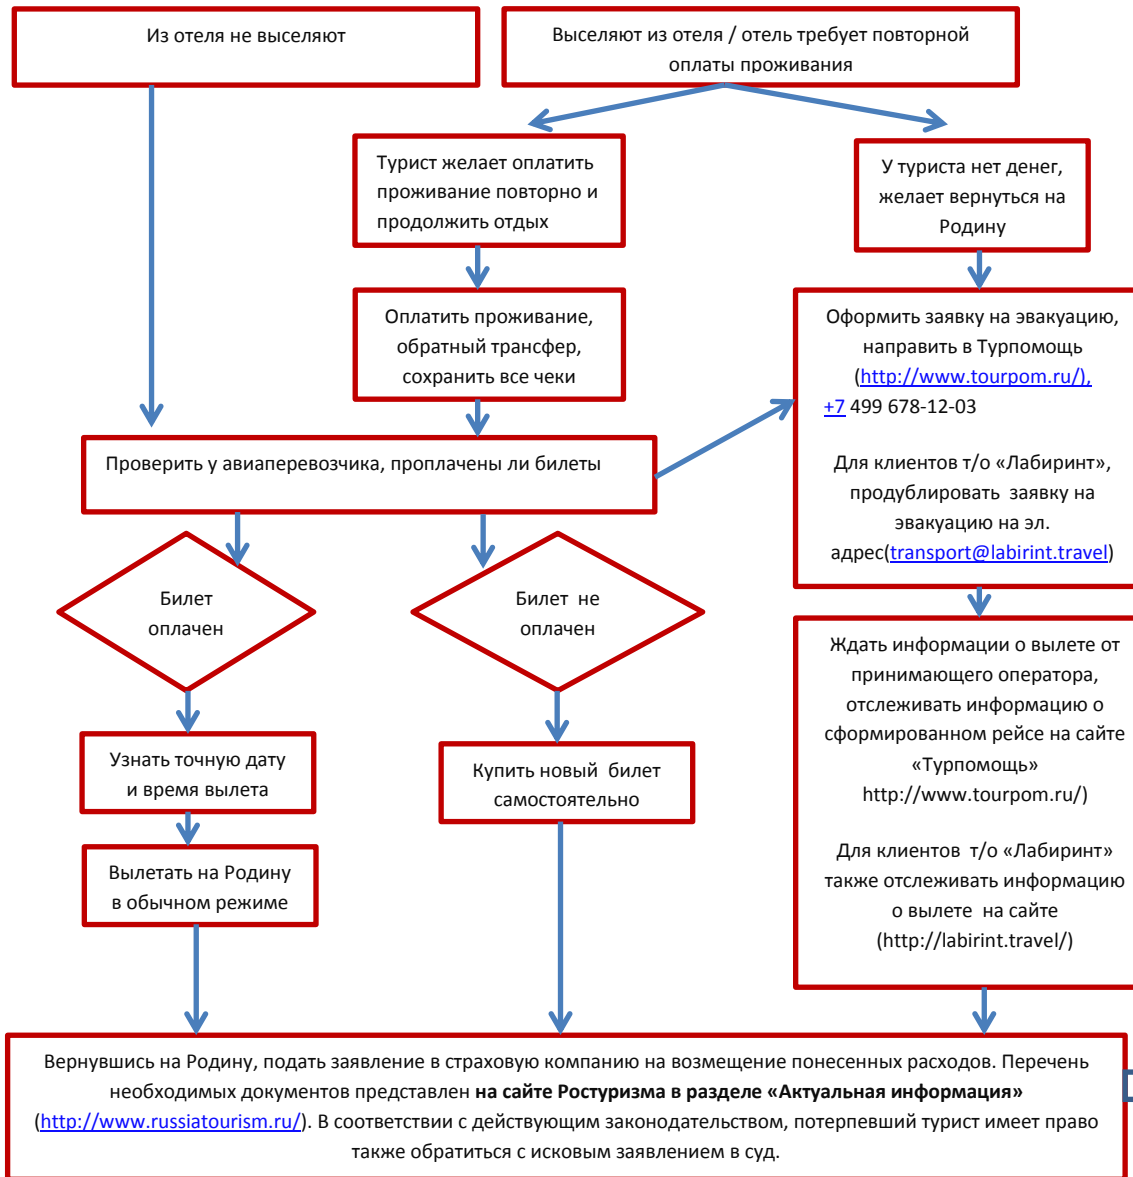 Из отеля не выселяют
Выселяют из отеля / отель требует повторной
оплаты проживания
Турист желает оплатить
проживание повторно и
продолжить отдых
У туриста нет денег,
желает вернуться на
Родину
Оплатить проживание,
обратный трансфер,
сохранить все чеки
Оформить заявку на эвакуацию,
направить в Турпомощь
(http://www.tourpom.ru/),
+7 499 678-12-03
Для клиентов т/о «Лабиринт»,
продублировать заявку на
эвакуацию на эл.
адрес(transport@labirint.travel)
Проверить у авиаперевозчика, проплачены ли билеты
Билет
оплачен
Билет не
оплачен
Ждать информации о вылете от
принимающего оператора,
отслеживать информацию о
сформированном рейсе на сайте
«Турпомощь»
http://www.tourpom.ru/)
Для клиентов т/о «Лабиринт»
также отслеживать информацию
о вылете на сайте
(http://labirint.travel/)
Узнать точную дату
и время вылета
Купить новый билет
самостоятельно
Вылетать на Родину
в обычном режиме
Вернувшись на Родину, подать заявление в страховую компанию на возмещение понесенных расходов. Перечень
необходимых документов представлен на сайте Ростуризма в разделе «Актуальная информация»
(http://www.russiatourism.ru/). В соответствии с действующим законодательством, потерпевший турист имеет право
также обратиться с исковым заявлением в суд.